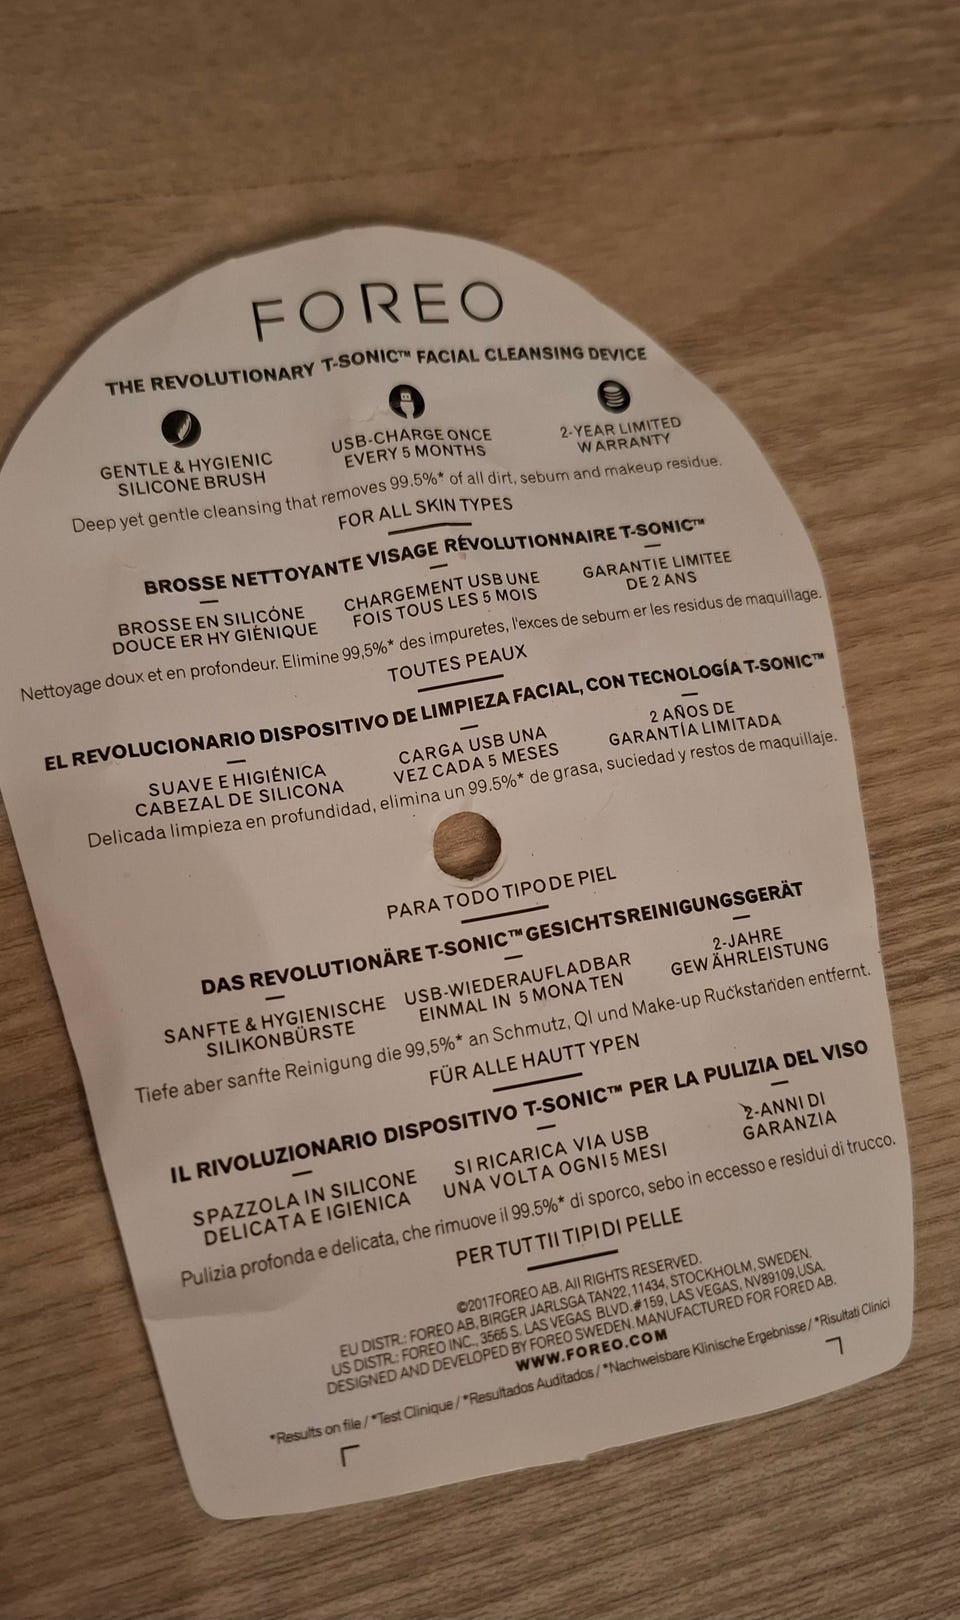 FOREO
THE REVOLUTIONARY T-SONIC™ FACIAL CLEANSING DEVICE
GENTLE & HYGIENIC
SILICONE BRUSH
USB-CHARGE ONCE
EVERY 5 MONTHS
2-YEAR LIMITED
WARRANTY
Deep yet gentle cleansing that removes 99.5%* of all dirt, sebum and makeup residue.
FOR ALL SKIN TYPES
BROSSE NETTOYANTE VISAGE RÉVOLUTIONNAIRE T-SONIC™
BROSSE EN SILICÓNE
DOUCE ER HY GIÉNIQUE
CHARGEMENT USB UNE
FOIS TOUS LES 5 MOIS
GARANTIE LIMITEE
DE 2 ANS
Nettoyage doux et en profondeur. Elimine 99,5%* des impuretes, l'exces de sebum er les residus de maquillage.
TOUTES PEAUX
EL REVOLUCIONARIO DISPOSITIVO DE LIMPIEZA FACIAL, CON TECNOLOGÍA T-SONIC™
SUAVE E HIGIÉNICA
CABEZAL DE SILICONA
CARGA USB UNA
VEZ CADA 5 MESES
2 AÑOS DE
GARANTÍA LIMITADA
Delicada limpieza en profundidad, elimina un 99.5%* de grasa, suciedad y restos de maquillaje.
PARA TODO TIPO DE PIEL
DAS REVOLUTIONÄRE T-SONIC™ GESICHTSREINIGUNGSGERÄT
SANFTE & HYGIENISCHE
SILIKONBÜRSTE
USB-WIEDERAUFLADBAR
EINMAL IN 5 MONA TEN
2-JAHRE
GEW ÄHRLEISTUNG
Tiefe aber sanfte Reinigung die 99,5%* an Schmutz, QI und Make-up Ruckstanden entfernt.
FÜR ALLE HAUTT YPEN
IL RIVOLUZIONARIO DISPOSITIVO T-SONIC™ PER LA PULIZIA DEL VISO
SPAZZOLA IN SILICONE
DELICATA E IGIENICA
SI RICARICA VIA USB
UNA VOLTA OGNI 5 MESI
2-ANNI DI
GARANZIA
Pulizia profonda e delicata, che rimuove il 99.5%* di sporco, sebo in eccesso e residui di trucco.
PER TUTTI I TIPI DI PELLE
©2017 FOREO AB. All RIGHTS RESERVED.
EU DISTR.: FOREO AB, BIRGER JARLSGA TAN22, 11434, STOCKHOLM, SWEDEN.
US DISTR.: FOREO INC., 3565 S. LAS VEGAS BLVD. #159, LAS VEGAS, NV89109, USA.
DESIGNED AND DEVELOPED BY FOREO SWEDEN. MANUFACTURED FOR FORED AB.
WWW.FOREO.COM
*Results on file / *Test Clinique / *Resultados Auditados / *Nachweisbare Klinische Ergebnisse / *Risultati Clinici